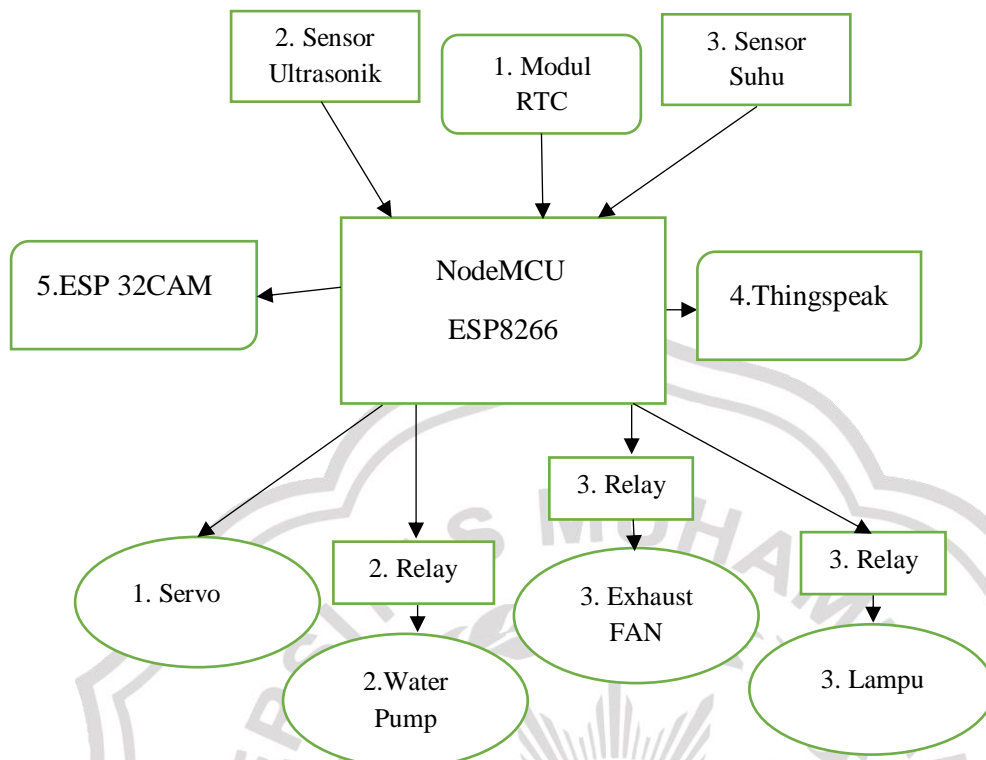 2. Sensor
Ultrasonik
1. Modul
RTC
3. Sensor
Suhu
NodeMCU
ESP8266
5.ESP 32CAM
4.Thingspeak
3. Relay
2. Relay
3. Relay
1. Servo
3. Exhaust
FAN
2.Water
Pump
3. Lampu